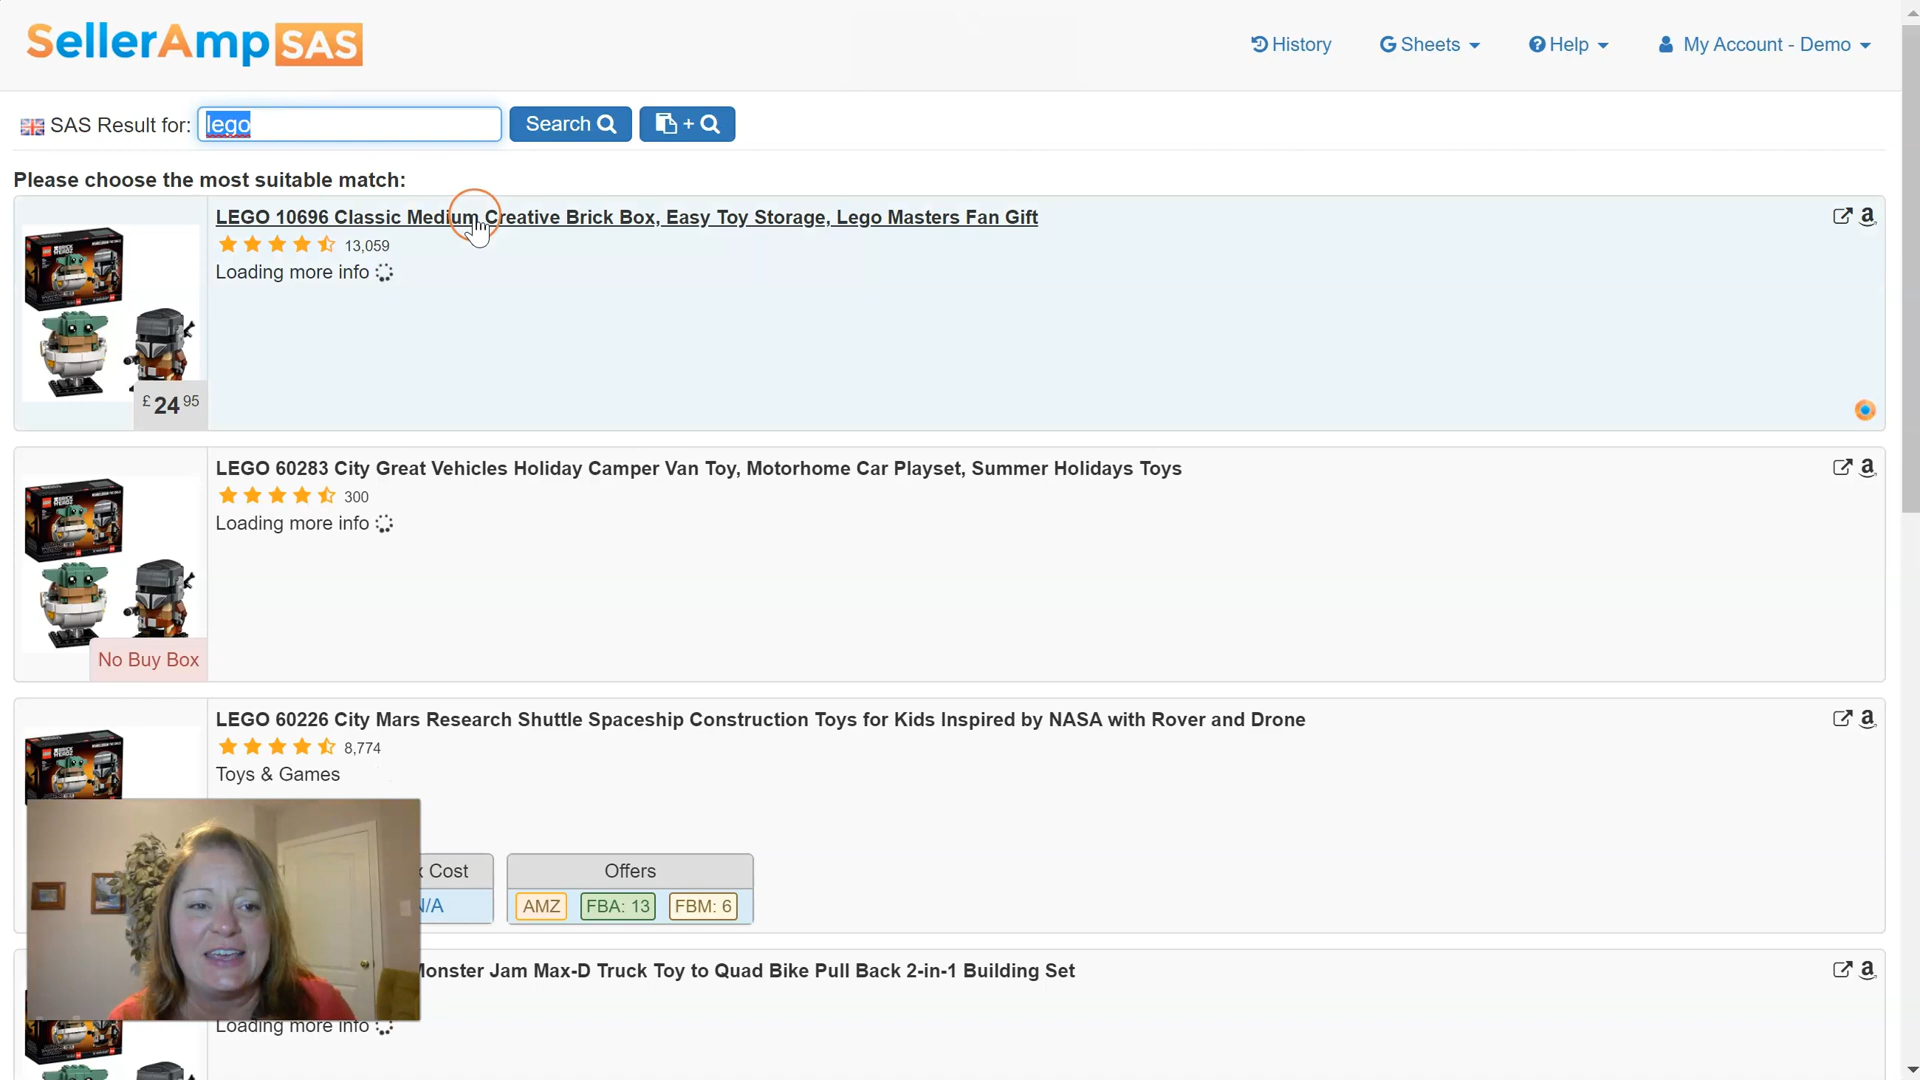 SellerAmp SAS
History
Sheets
Help
My Account - Demo
SAS Result for: lego
Search
+
Please choose the most suitable match:
LEGO 10696 Classic Medium Creative Brick Box, Easy Toy Storage, Lego Masters Fan Gift
13,059
Loading more info
£24 95
LEGO 60283 City Great Vehicles Holiday Camper Van Toy, Motorhome Car Playset, Summer Holidays Toys
300
Loading more info
No Buy Box
LEGO 60226 City Mars Research Shuttle Spaceship Construction Toys for Kids Inspired by NASA with Rover and Drone
8,774
Toys & Games
Cost
Offers
N/A
AMZ
FBA: 13
FBM: 6
Monster Jam Max-D Truck Toy to Quad Bike Pull Back 2-in-1 Building Set
Loading more info